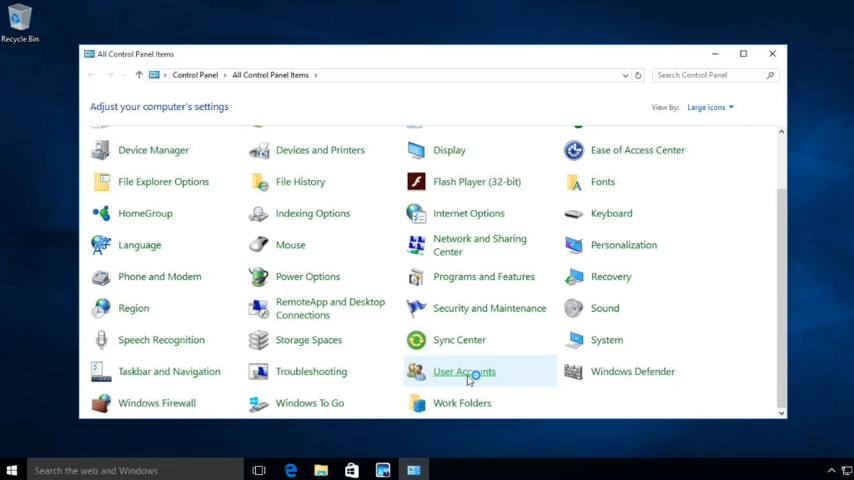 Recycle Bin
All Control Panel Items
Control Panel
All Control Panel Items
Search Control Panel
Adjust your computer's settings
View by: Large icons
Device Manager
Devices and Printers
Display
Ease of Access Center
File Explorer Options
File History
Flash Player (32-bit)
Fonts
HomeGroup
Indexing Options
Internet Options
Keyboard
Language
Mouse
Network and Sharing
Center
Personalization
Phone and Modem
Power Options
Programs and Features
Recovery
Region
RemoteApp and Desktop
Connections
Security and Maintenance
Sound
Speech Recognition
Storage Spaces
Sync Center
System
Taskbar and Navigation
Troubleshooting
User Accounts
Windows Defender
Windows Firewall
Windows To Go
Work Folders
Search the web and Windows